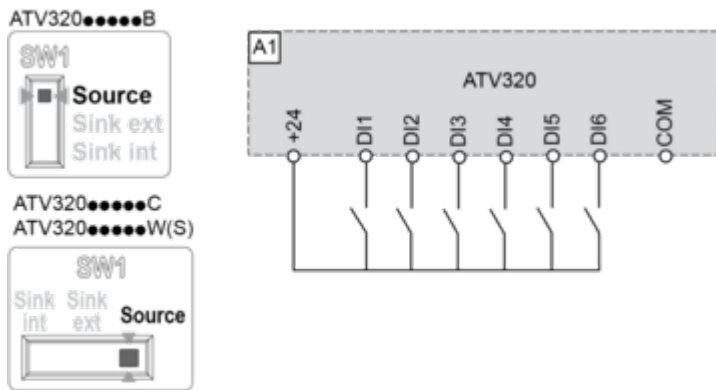 ATV320●●●●●B
SW1
Source
Sink ext
Sink int
ATV320●●●●●C
ATV320●●●●●W(S)
SW1
Sink int
Sink ext
Source
A1
ATV320
+24
DI1
DI2
DI3
DI4
DI5
DI6
COM